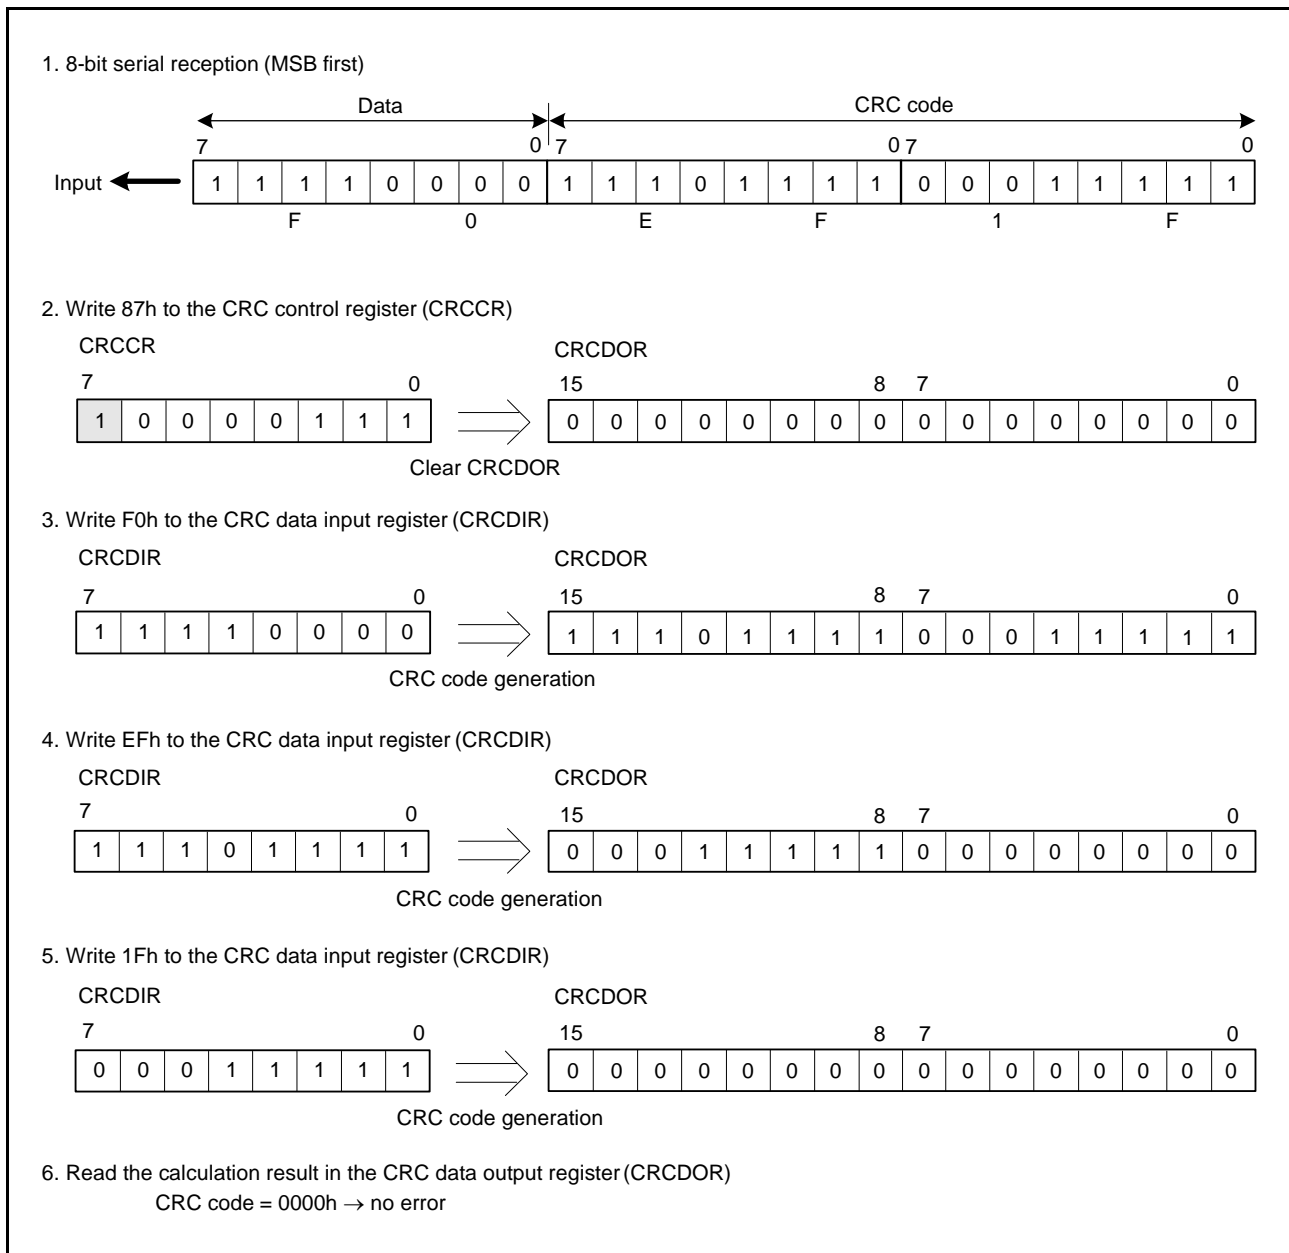 1. 8-bit serial reception (MSB first)
Data CRC code
7 0 7 0 7 0
Input 1 1 1 1 0 0 0 0 1 1 1 0 1 1 1 1 0 0 0 1 1 1 1 1
F 0 E F 1 F
2. Write 87h to the CRC control register (CRCCR)
CRCCR CRCDOR
7 0 15 8 7 0
1 0 0 0 0 1 1 1 0 0 0 0 0 0 0 0 0 0 0 0 0 0 0 0
Clear CRCDOR
3. Write F0h to the CRC data input register (CRCDIR)
CRCDIR CRCDOR
7 0 15 8 7 0
1 1 1 1 0 0 0 0 1 1 1 0 1 1 1 1 0 0 0 1 1 1 1 1
CRC code generation
4. Write EFh to the CRC data input register (CRCDIR)
CRCDIR CRCDOR
7 0 15 8 7 0
1 1 1 0 1 1 1 1 0 0 0 1 1 1 1 1 0 0 0 0 0 0 0 0
CRC code generation
5. Write 1Fh to the CRC data input register (CRCDIR)
CRCDIR CRCDOR
7 0 15 8 7 0
0 0 0 1 1 1 1 1 0 0 0 0 0 0 0 0 0 0 0 0 0 0 0 0
CRC code generation
6. Read the calculation result in the CRC data output register (CRCDOR)
CRC code = 0000h → no error